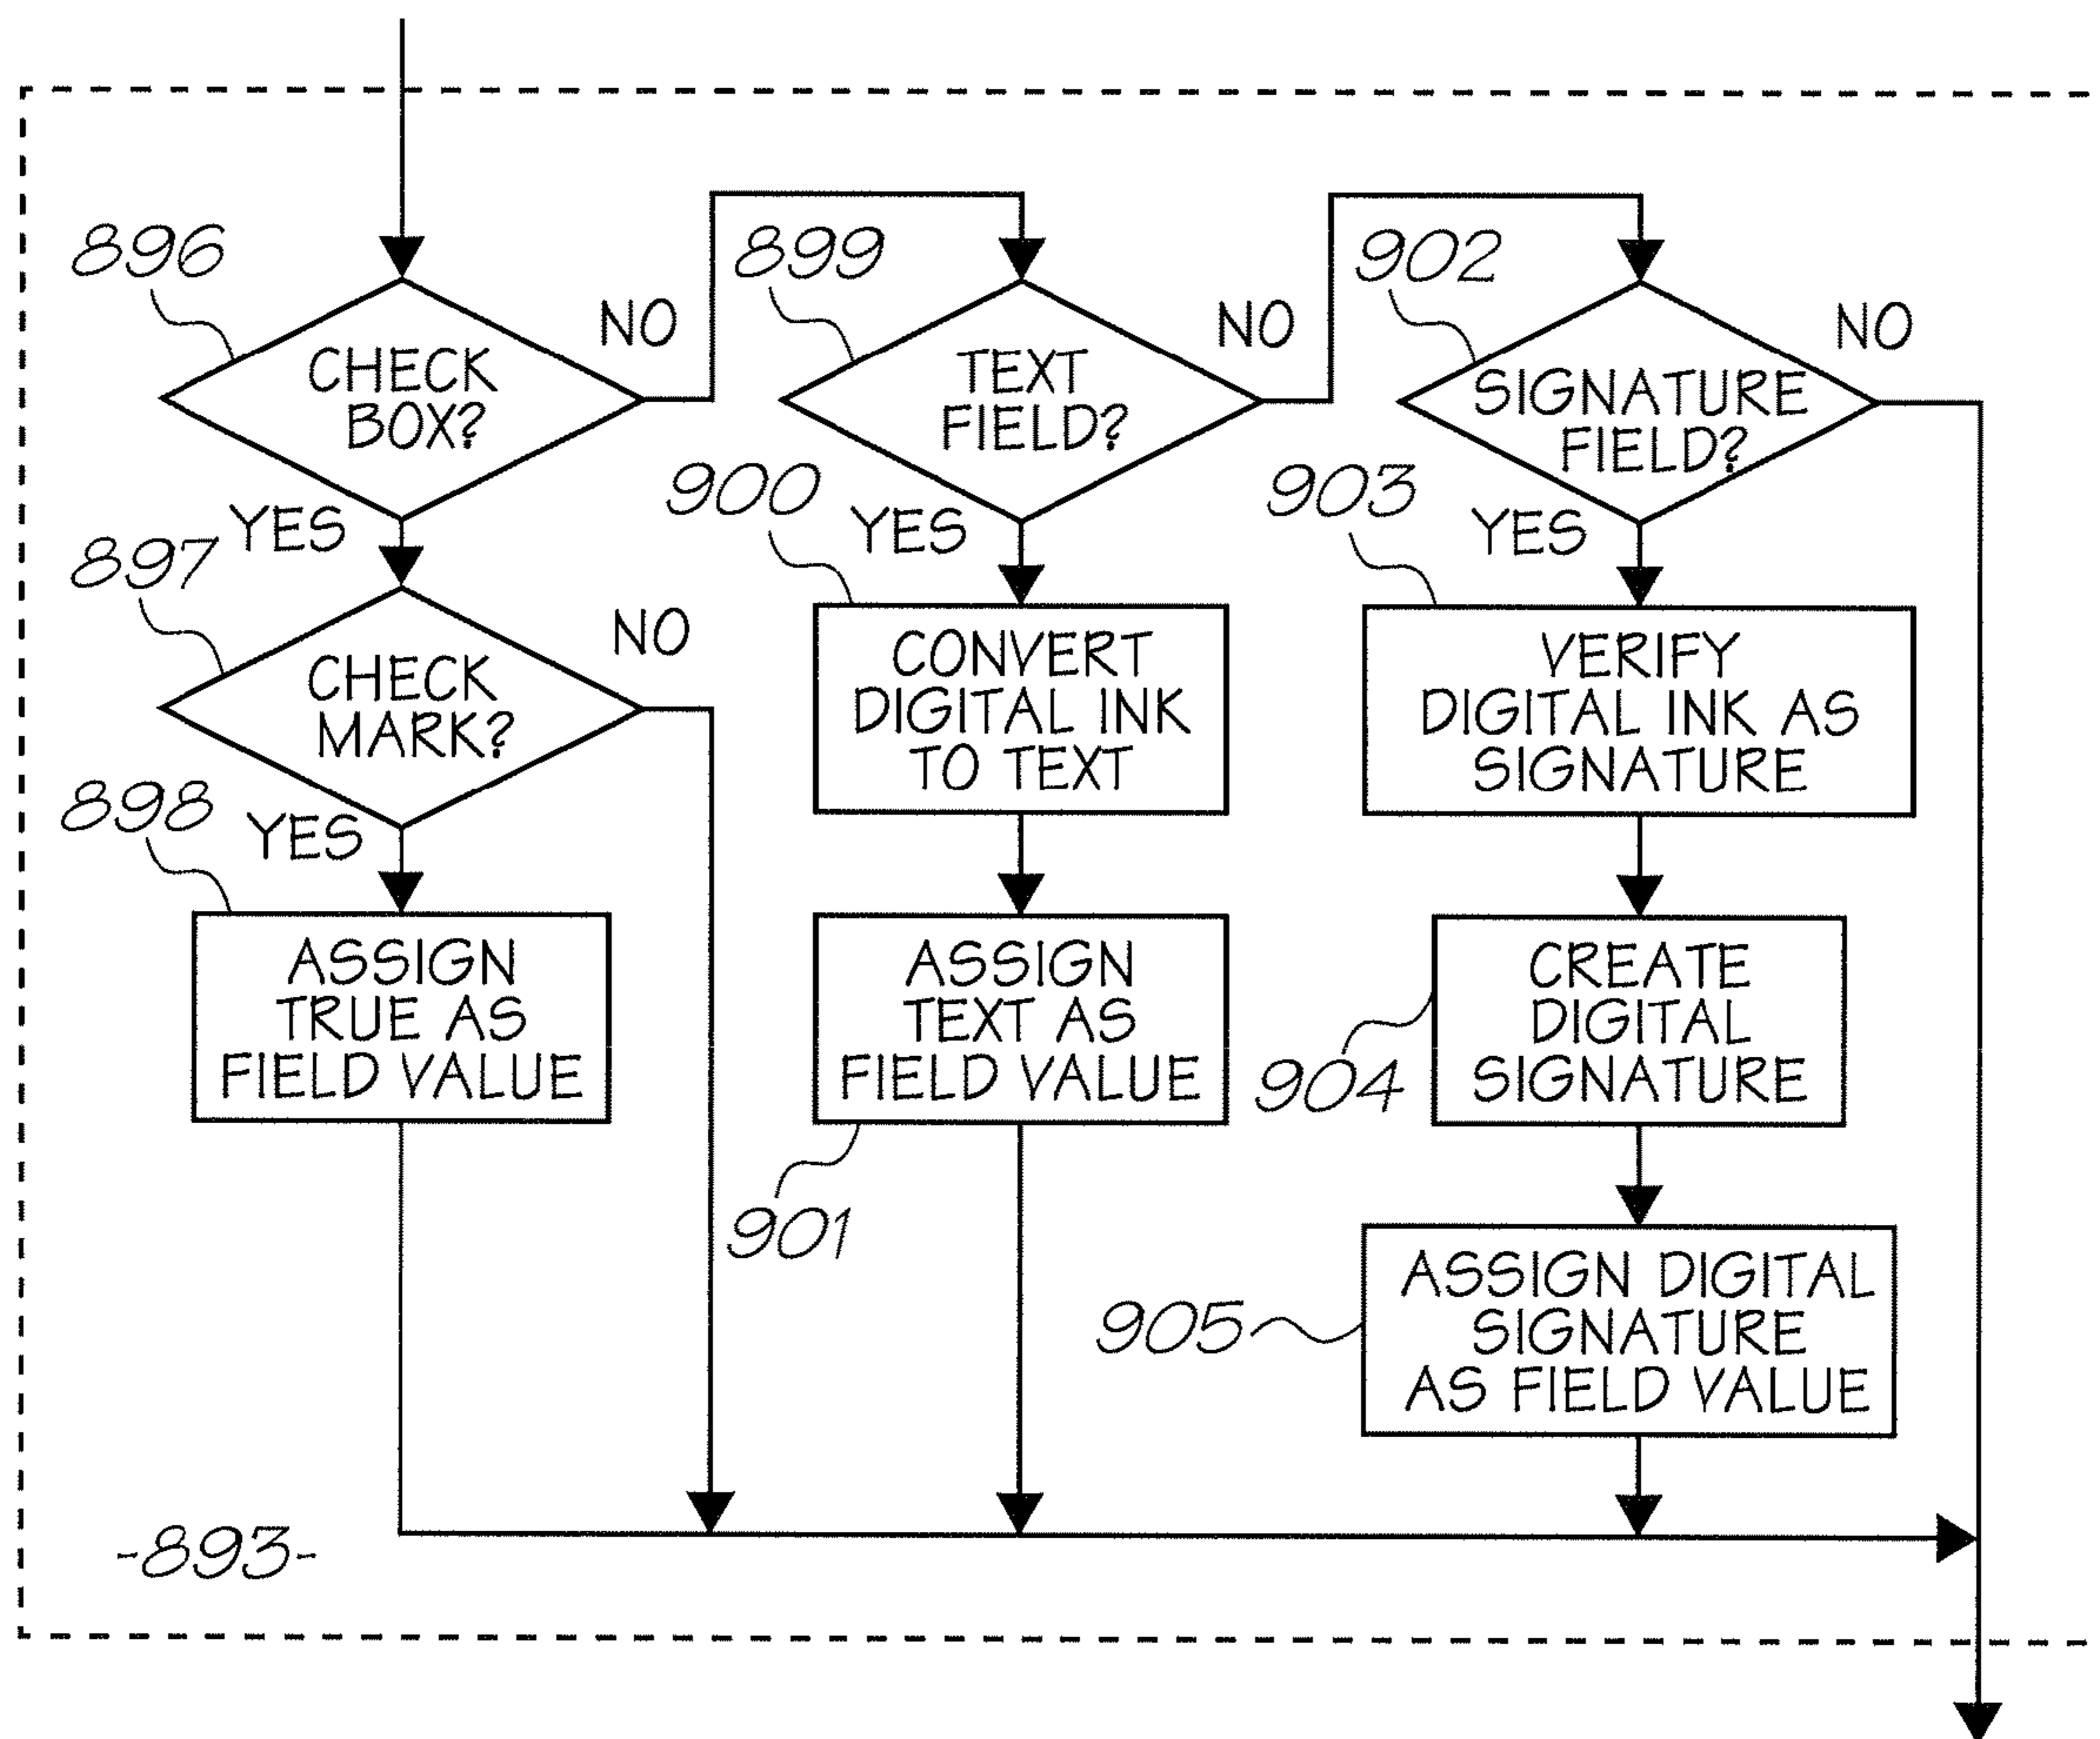 896
CHECK
BOX?
NO
YES
897
CHECK
MARK?
NO
YES
898
ASSIGN
TRUE AS
FIELD VALUE
899
TEXT
FIELD?
NO
YES
900
CONVERT
DIGITAL INK
TO TEXT
ASSIGN
TEXT AS
FIELD VALUE
901
902
SIGNATURE
FIELD?
NO
YES
903
VERIFY
DIGITAL INK AS
SIGNATURE
CREATE
DIGITAL
SIGNATURE
904
ASSIGN DIGITAL
SIGNATURE
AS FIELD VALUE
905
-893-